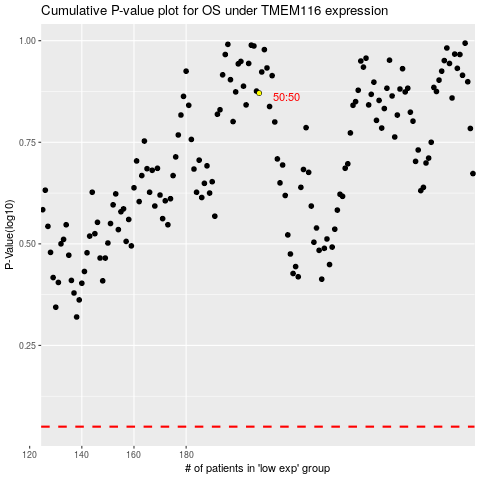 Cumulative P-value plot for OS under TMEM116 expression
1.00
50:50
0.75
P-Value(log10)
0.50
0.25
120 140 160 180
# of patients in 'low exp' group